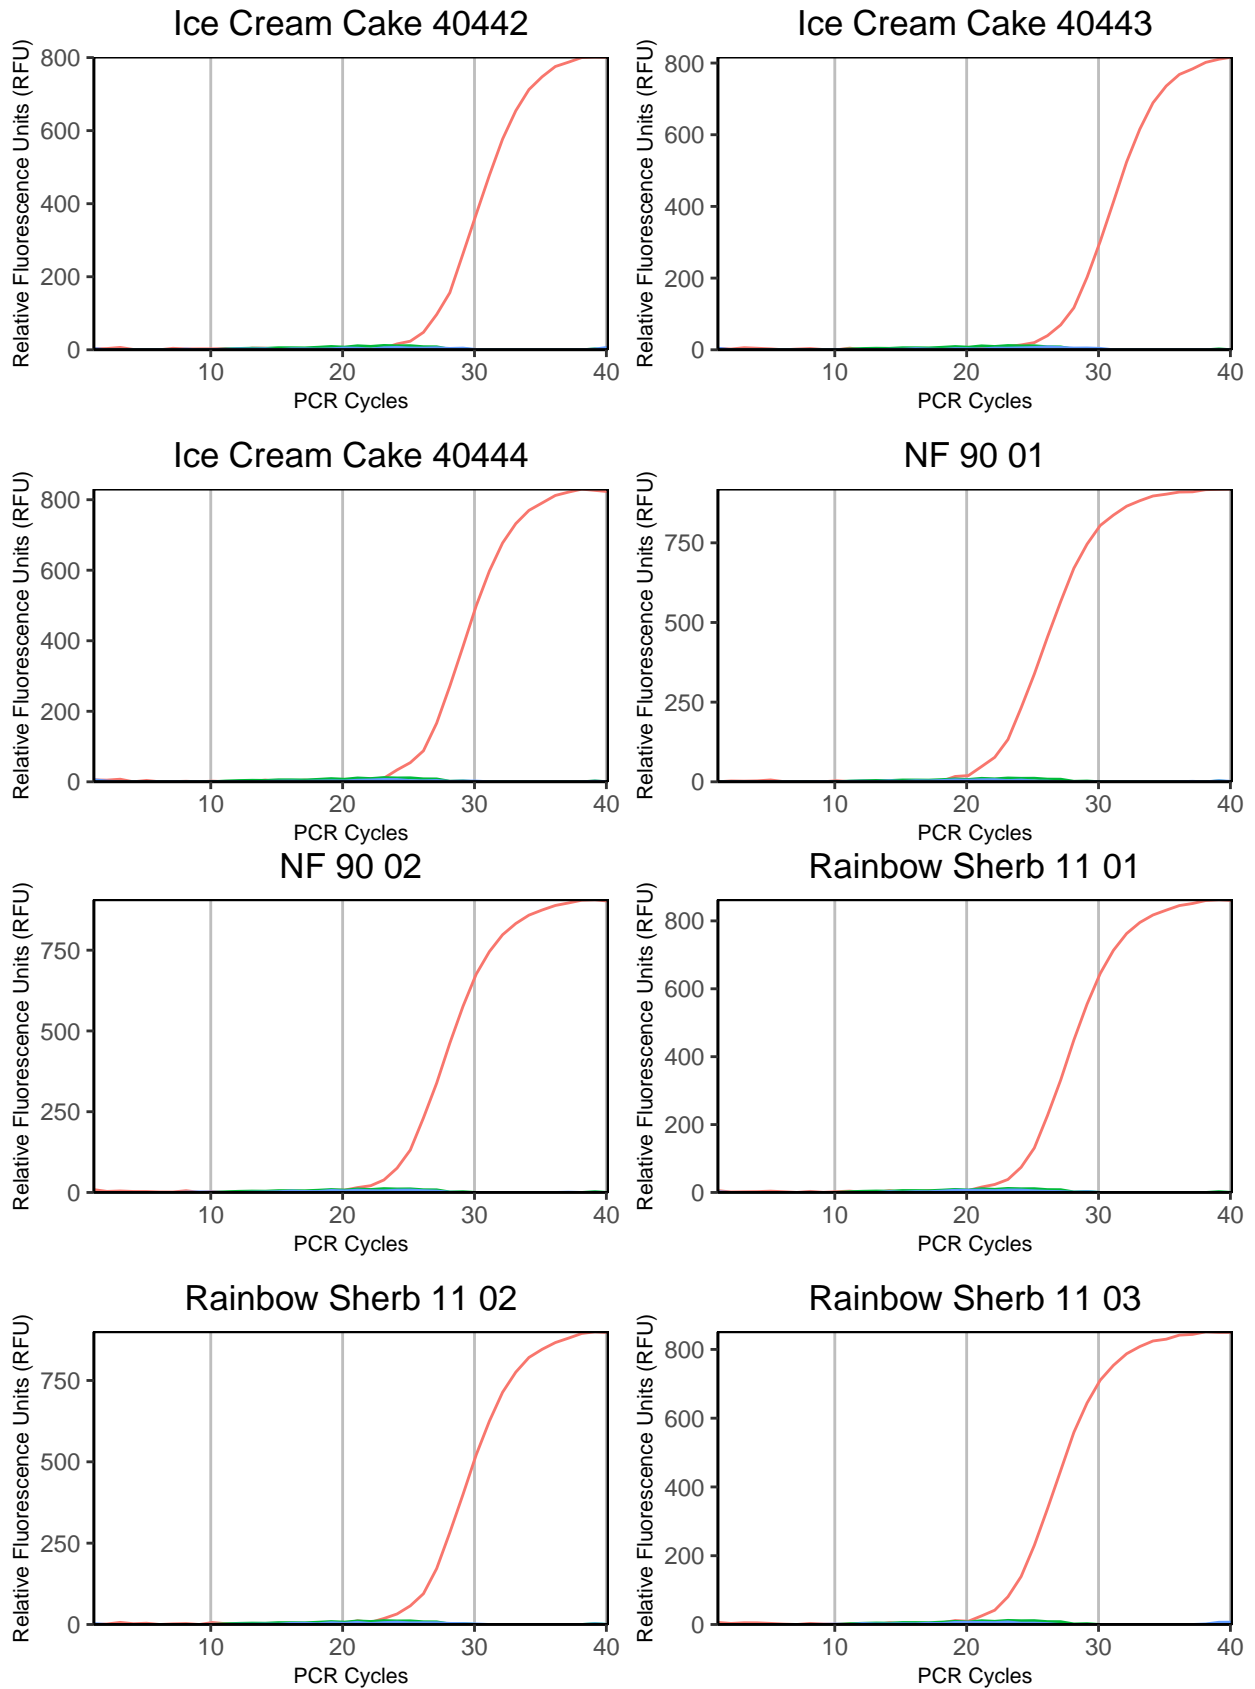 Ice Cream Cake 40442
Relative Fluorescence Units (RFU)
800
600
400
200
0
10 20 30 40
PCR Cycles
Ice Cream Cake 40443
Relative Fluorescence Units (RFU)
800
600
400
200
0
10 20 30 40
PCR Cycles
Ice Cream Cake 40444
Relative Fluorescence Units (RFU)
800
600
400
200
0
10 20 30 40
PCR Cycles
NF 90 01
Relative Fluorescence Units (RFU)
750
500
250
0
10 20 30 40
PCR Cycles
NF 90 02
Relative Fluorescence Units (RFU)
750
500
250
0
10 20 30 40
PCR Cycles
Rainbow Sherb 11 01
Relative Fluorescence Units (RFU)
800
600
400
200
0
10 20 30 40
PCR Cycles
Rainbow Sherb 11 02
Relative Fluorescence Units (RFU)
750
500
250
0
10 20 30 40
PCR Cycles
Rainbow Sherb 11 03
Relative Fluorescence Units (RFU)
800
600
400
200
0
10 20 30 40
PCR Cycles